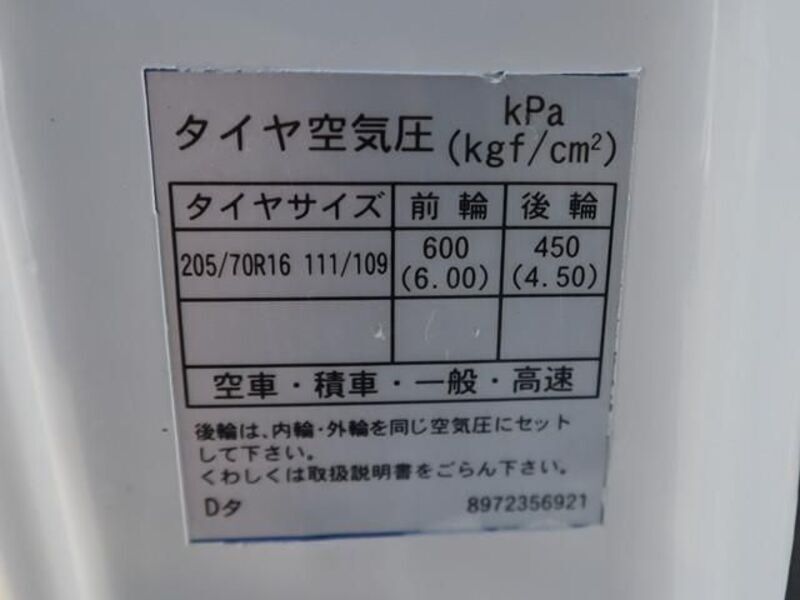 タイヤ空気圧 kPa
(kgf/cm²)
タイヤサイズ 前輪 後輪
205/70R16 111/109 600 450
(6.00) (4.50)
空車・積車・一般・高速
後輪は、内輪・外輪を同じ空気圧にセット
して下さい。
くわしくは取扱説明書をごらん下さい。
Dタ 8972356921